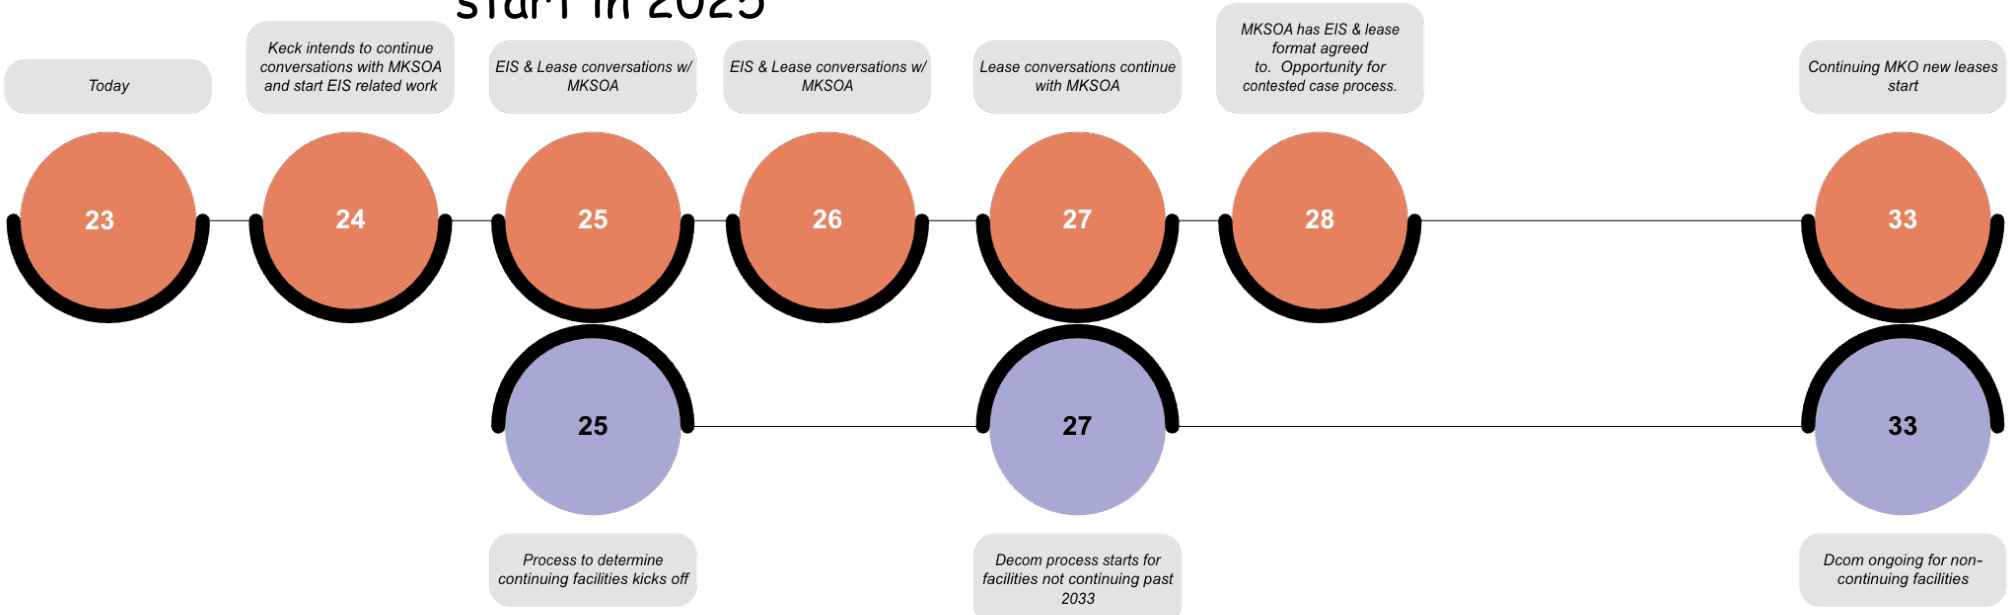 start in 2025
Today
Keck intends to continue
conversations with MKSOA
and start EIS related work
EIS & Lease conversations w/
MKSOA
EIS & Lease conversations w/
MKSOA
Lease conversations continue
with MKSOA
MKSOA has EIS & lease
format agreed
to. Opportunity for
contested case process.
Continuing MKO new leases
start
23
24
25
26
27
28
33
25
27
33
Process to determine
continuing facilities kicks off
Decom process starts for
facilities not continuing past
2033
Dcom ongoing for non-
continuing facilities